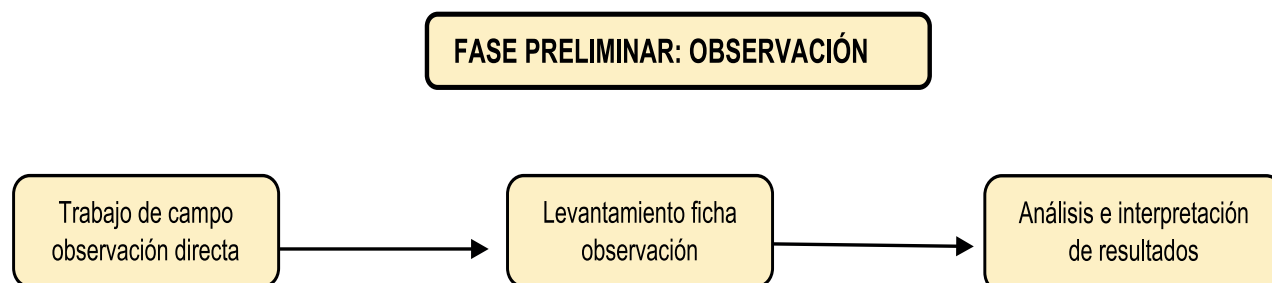 FASE PRELIMINAR: OBSERVACIÓN
Trabajo de campo
observación directa
Levantamiento ficha
observación
Análisis e interpretación
de resultados